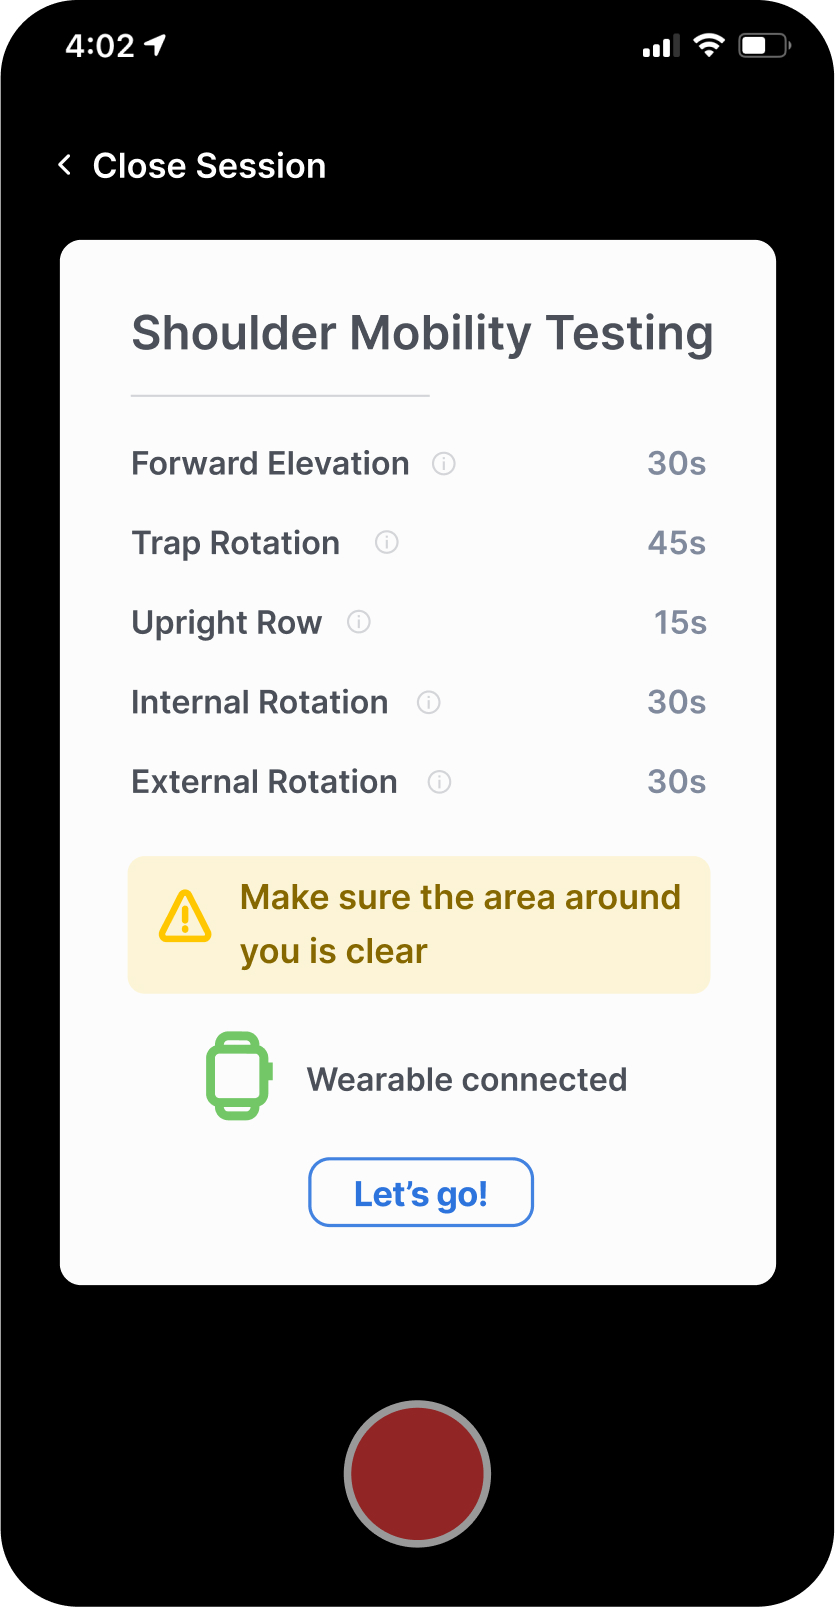 4:02
Close Session
Shoulder Mobility Testing
Forward Elevation 30s
Trap Rotation 45s
Upright Row 15s
Internal Rotation 30s
External Rotation 30s
Make sure the area around
you is clear
Wearable connected
Let’s go!